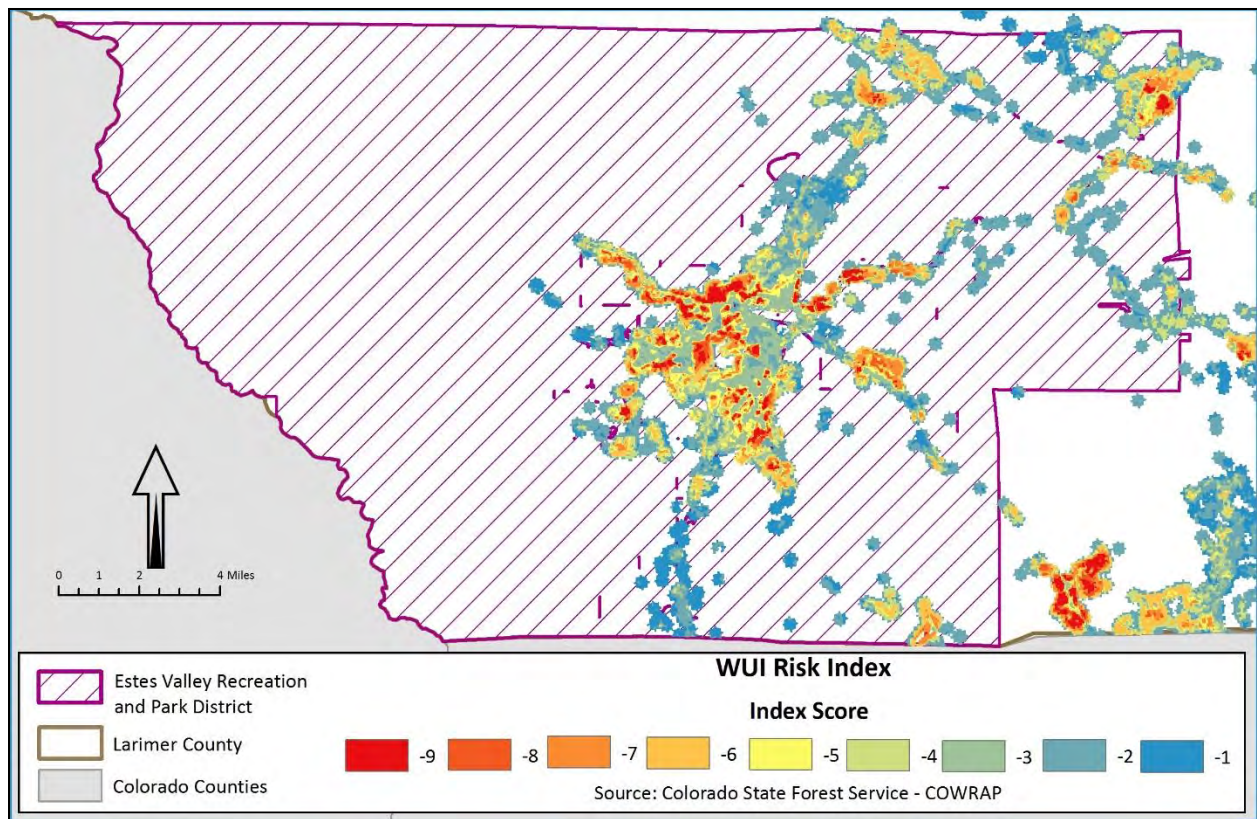 0 1 2 4 Miles
Estes Valley Recreation
and Park District
Larimer County
Colorado Counties
WUI Risk Index
Index Score
-9 -8 -7 -6 -5 -4 -3 -2 -1
Source: Colorado State Forest Service - COWRAP